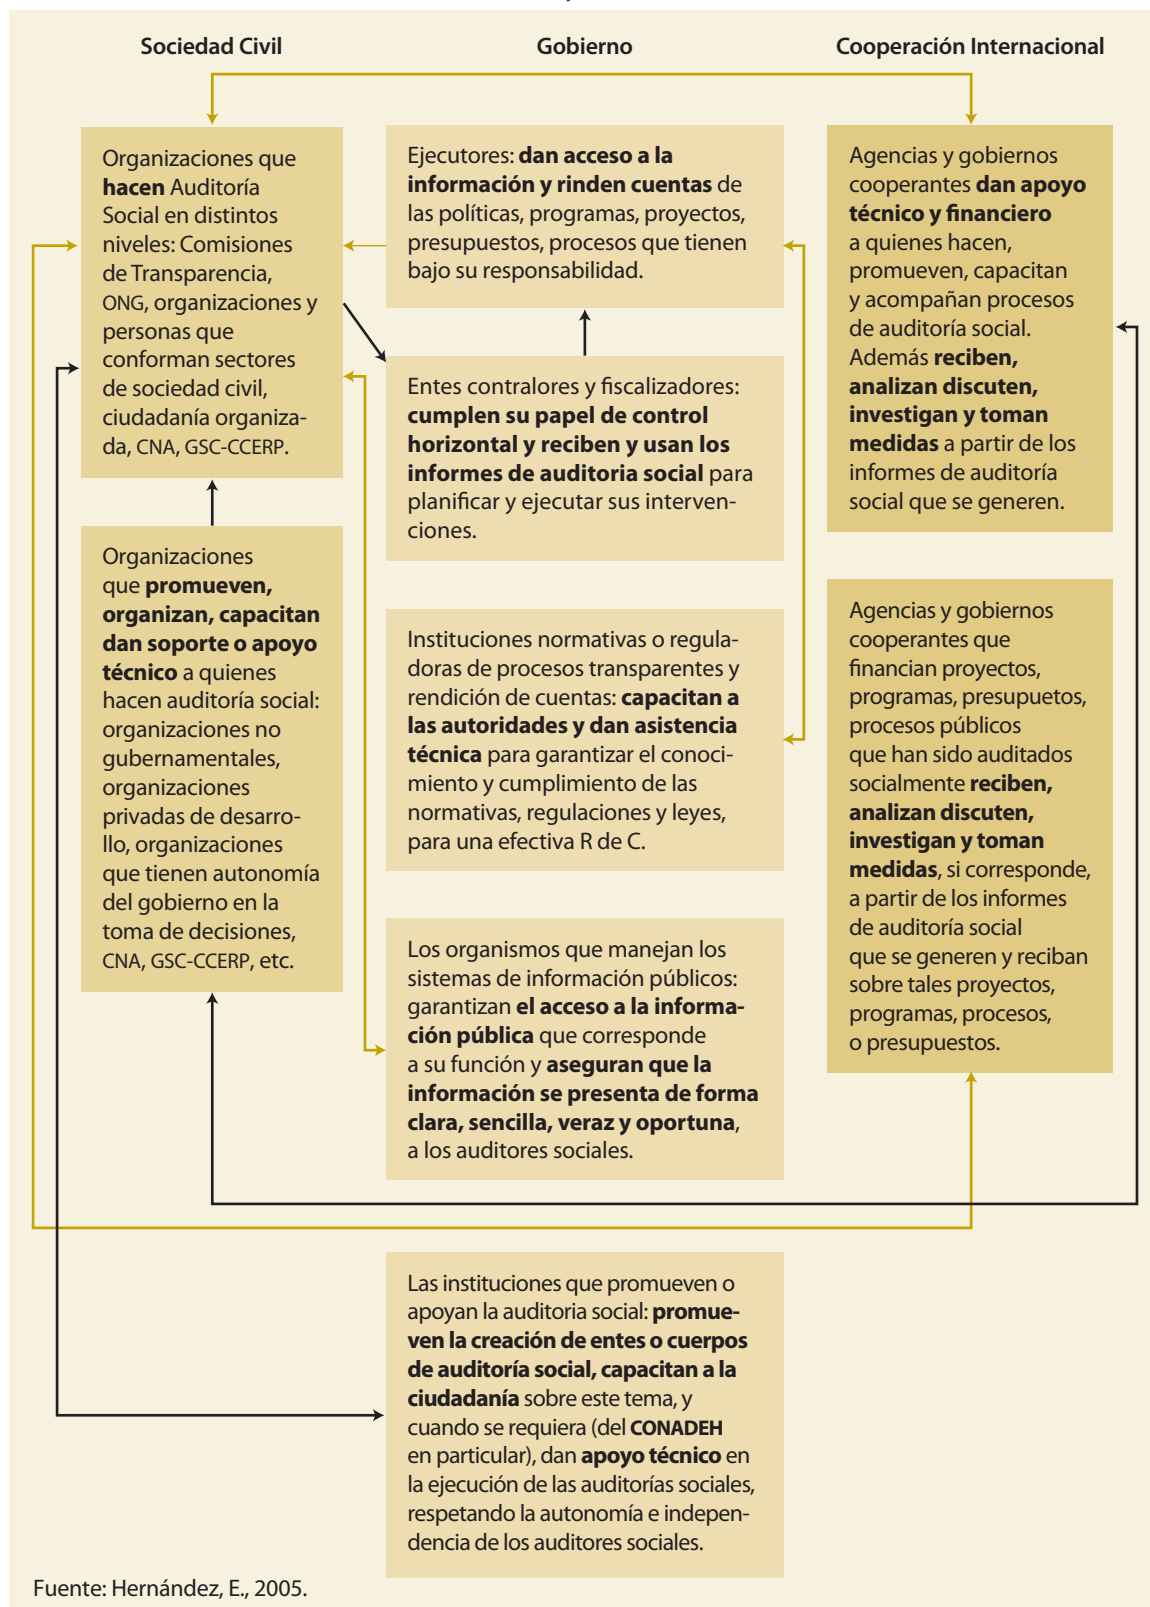 Sociedad Civil
Gobierno
Cooperación Internacional
Organizaciones que
hacen Auditoría
Social en distintos
niveles: Comisiones
de Transparencia,
ONG, organizaciones y
personas que
conforman sectores
de sociedad civil,
ciudadanía organiza-
da, CNA, GSC-CCERP.
Organizaciones
que promueven,
organizan, capacitan
dan soporte o apoyo
técnico a quienes
hacen auditoría social:
organizaciones no
gubernamentales,
organizaciones
privadas de desarro-
llo, organizaciones
que tienen autonomía
del gobierno en la
toma de decisiones,
CNA, GSC-CCERP, etc.
Ejecutores: dan acceso a la
información y rinden cuentas de
las políticas, programas, proyectos,
presupuestos, procesos que tienen
bajo su responsabilidad.
Entes contralores y fiscalizadores:
cumplen su papel de control
horizontal y reciben y usan los
informes de auditoria social para
planificar y ejecutar sus interven-
ciones.
Instituciones normativas o regula-
doras de procesos transparentes y
rendición de cuentas: capacitan a
las autoridades y dan asistencia
técnica para garantizar el conoci-
miento y cumplimiento de las
normativas, regulaciones y leyes,
para una efectiva R de C.
Los organismos que manejan los
sistemas de información públicos:
garantizan el acceso a la informa-
ción pública que corresponde
a su función y aseguran que la
información se presenta de forma
clara, sencilla, veraz y oportuna,
a los auditores sociales.
Las instituciones que promueven o
apoyan la auditoria social: promue-
ven la creación de entes o cuerpos
de auditoría social, capacitan a la
ciudadanía sobre este tema, y
cuando se requiera (del CONADEH
en particular), dan apoyo técnico en
la ejecución de las auditorías sociales,
respetando la autonomía e indepen-
dencia de los auditores sociales.
Agencias y gobiernos
cooperantes dan apoyo
técnico y financiero
a quienes hacen,
promueven, capacitan
y acompañan procesos
de auditoría social.
Además reciben,
analizan discuten,
investigan y toman
medidas a partir de los
informes de auditoría
social que se generen.
Agencias y gobiernos
cooperantes que
financian proyectos,
programas, presupuetos,
procesos públicos
que han sido auditados
socialmente reciben,
analizan discuten,
investigan y toman
medidas, si corresponde,
a partir de los informes
de auditoría social
que se generen y reciban
sobre tales proyectos,
programas, procesos,
o presupuestos.
Fuente: Hernández, E., 2005.